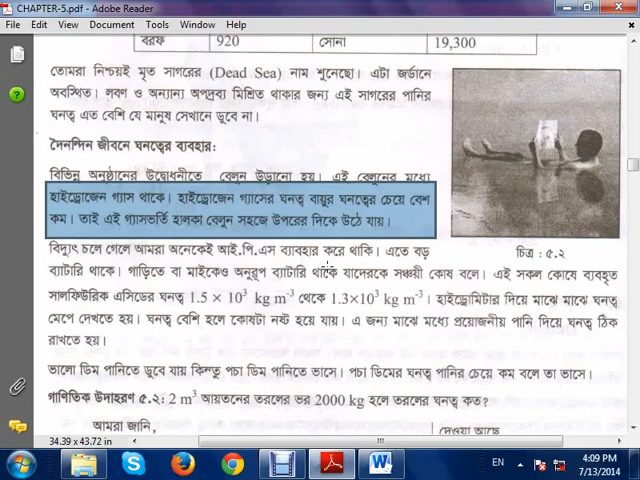 CHAPTER-5.pdf - Adobe Reader
File Edit View Document Tools Window Help
বরফ 920 সোনা 19,300
তোমরা নিশ্চয়ই মৃত সাগরের (Dead Sea) নাম শুনেছো। এটা জর্ডানে
অবস্থিত। লবণ ও অন্যান্য অপদ্রব্য মিশ্রিত থাকার জন্য এই সাগরের পানির
ঘনত্ব এত বেশি যে মানুষ সেখানে ডুবে না।
দৈনন্দিন জীবনে ঘনত্বের ব্যবহার:
বিভিন্ন অনুষ্ঠানের উদ্বোধনীতে বেলুন উড়ানো হয়। এই বেলুনের মধ্যে
হাইড্রোজেন গ্যাস থাকে। হাইড্রোজেন গ্যাসের ঘনত্ব বায়ুর ঘনত্বের চেয়ে বেশ
কম। তাই এই গ্যাসভর্তি হালকা বেলুন সহজে উপরের দিকে উঠে যায়।
বিদ্যুৎ চলে গেলে আমরা অনেকেই আই.পি.এস ব্যবহার করে থাকি। এতে বড়
চিত্র : ৫.২
ব্যাটারি থাকে। গাড়িতে বা মাইকেও অনুরূপ ব্যাটারি থাকে যাদেরকে সঞ্চয়ী কোষ বলে। এই সকল কোষে ব্যবহৃত
সালফিউরিক এসিডের ঘনত্ব 1.5 × 10³ kg m⁻³ থেকে 1.3×10³ kg m⁻³। হাইড্রোমিটার দিয়ে মাঝে মাঝে ঘনত্ব
মেপে দেখতে হয়। ঘনত্ব বেশি হলে কোষটা নষ্ট হয়ে যায়। এ জন্য মাঝে মধ্যে প্রয়োজনীয় পানি দিয়ে ঘনত্ব ঠিক
রাখতে হয়।
ভালো ডিম পানিতে ডুবে যায় কিন্তু পচা ডিম পানিতে ভাসে। পচা ডিমের ঘনত্ব পানির চেয়ে কম বলে তা ভাসে।
গাণিতিক উদাহরণ ৫.২: 2 m³ আয়তনের তরলের ভর 2000 kg হলে তরলের ঘনত্ব কত?
আমরা জানি, দেওয়া আছে
34.39 x 43.72 in
EN 4:09 PM
7/13/2014